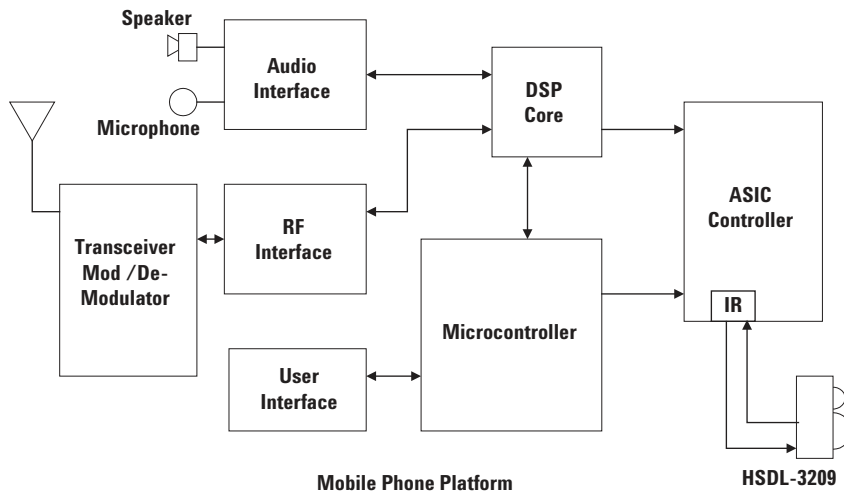 Speaker
Audio
Interface
Microphone
DSP
Core
ASIC
Controller
RF
Interface
Transceiver
Mod /De-
Modulator
Microcontroller
IR
User
Interface
HSDL-3209
Mobile Phone Platform